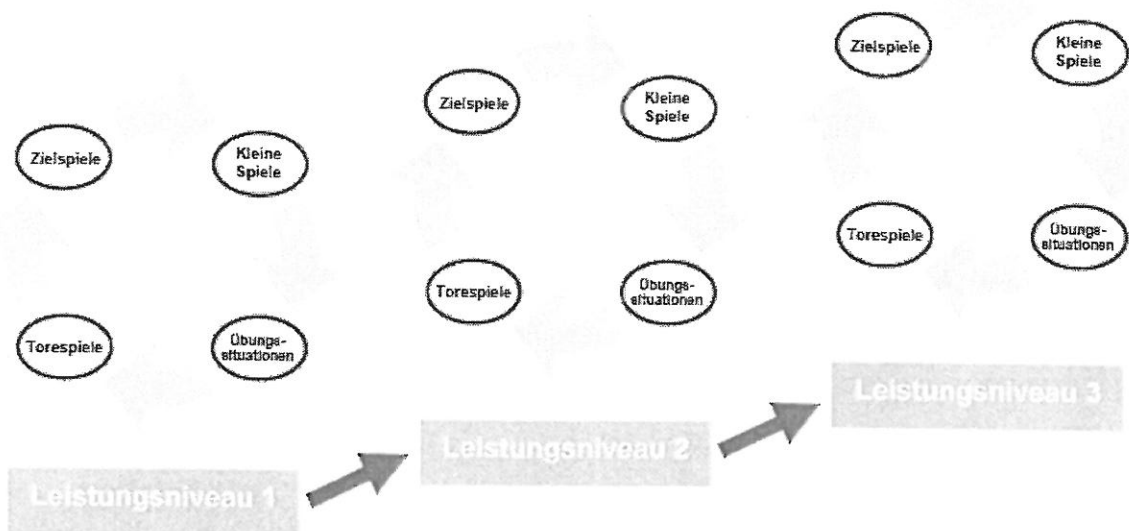 Zielspiele
Kleine
Spiele
Torespiele
Übungs-
situationen
Leistungsniveau 1
Zielspiele
Kleine
Spiele
Torespiele
Übungs-
situationen
Leistungsniveau 2
Zielspiele
Kleine
Spiele
Torespiele
Übungs-
situationen
Leistungsniveau 3